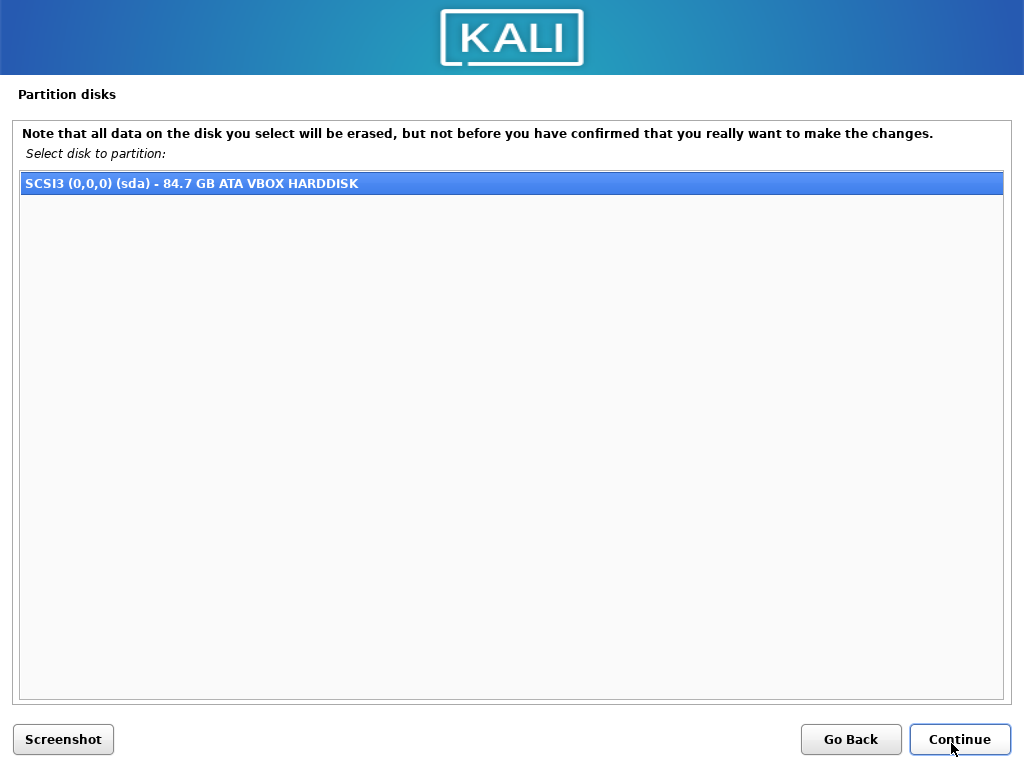 KALI
Partition disks
Note that all data on the disk you select will be erased, but not before you have confirmed that you really want to make the changes.
Select disk to partition:
SCSI3 (0,0,0) (sda) - 84.7 GB ATA VBOX HARDDISK
Screenshot
Go Back
Continue